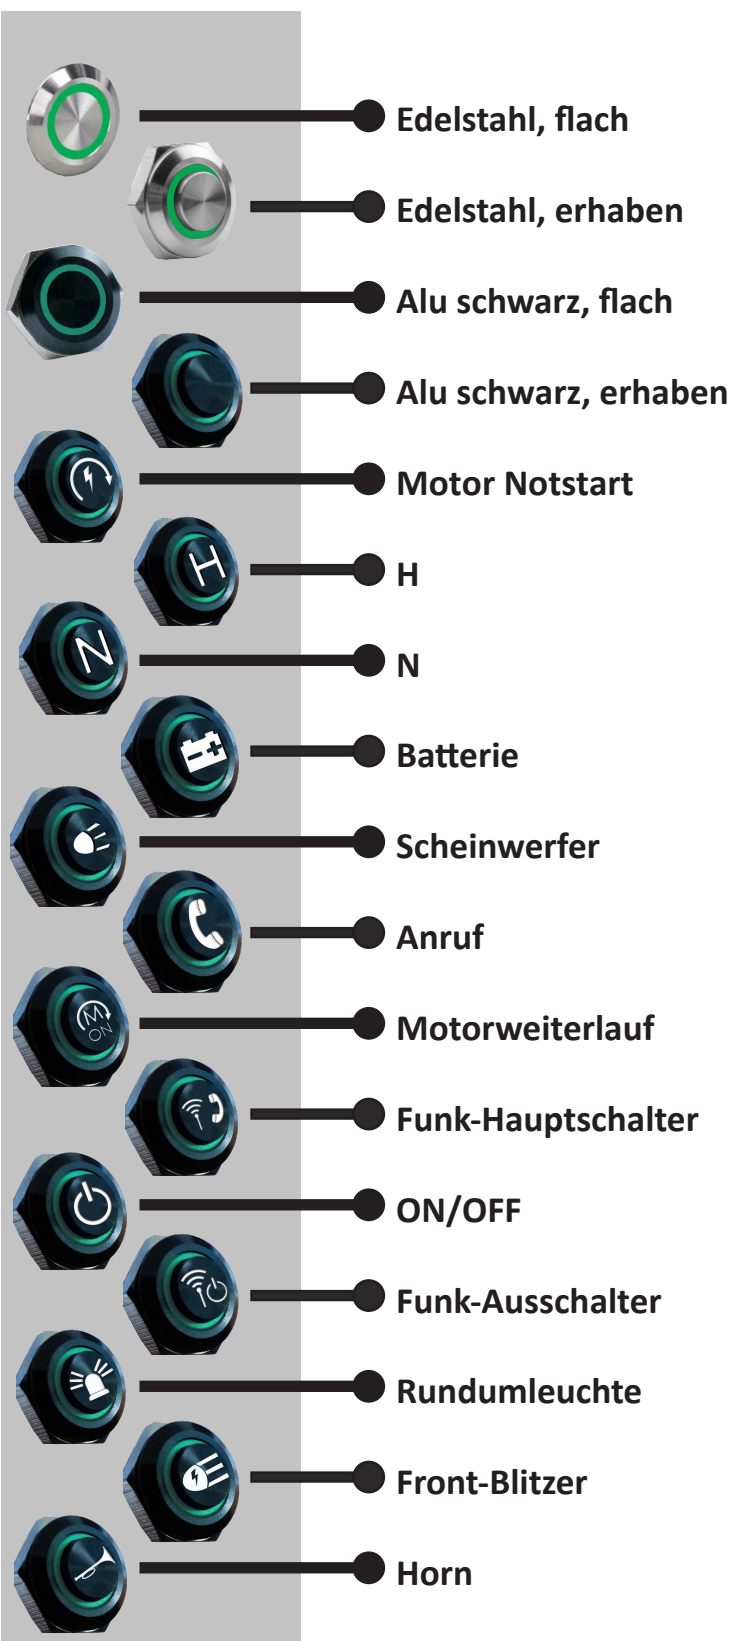 Edelstahl, flach
Edelstahl, erhaben
Alu schwarz, flach
Alu schwarz, erhaben
Motor Notstart
H
H
N
N
Batterie
Scheinwerfer
Anruf
M
ON
Motorweiterlauf
Funk-Hauptschalter
ON/OFF
Funk-Ausschalter
Rundumleuchte
Front-Blitzer
Horn